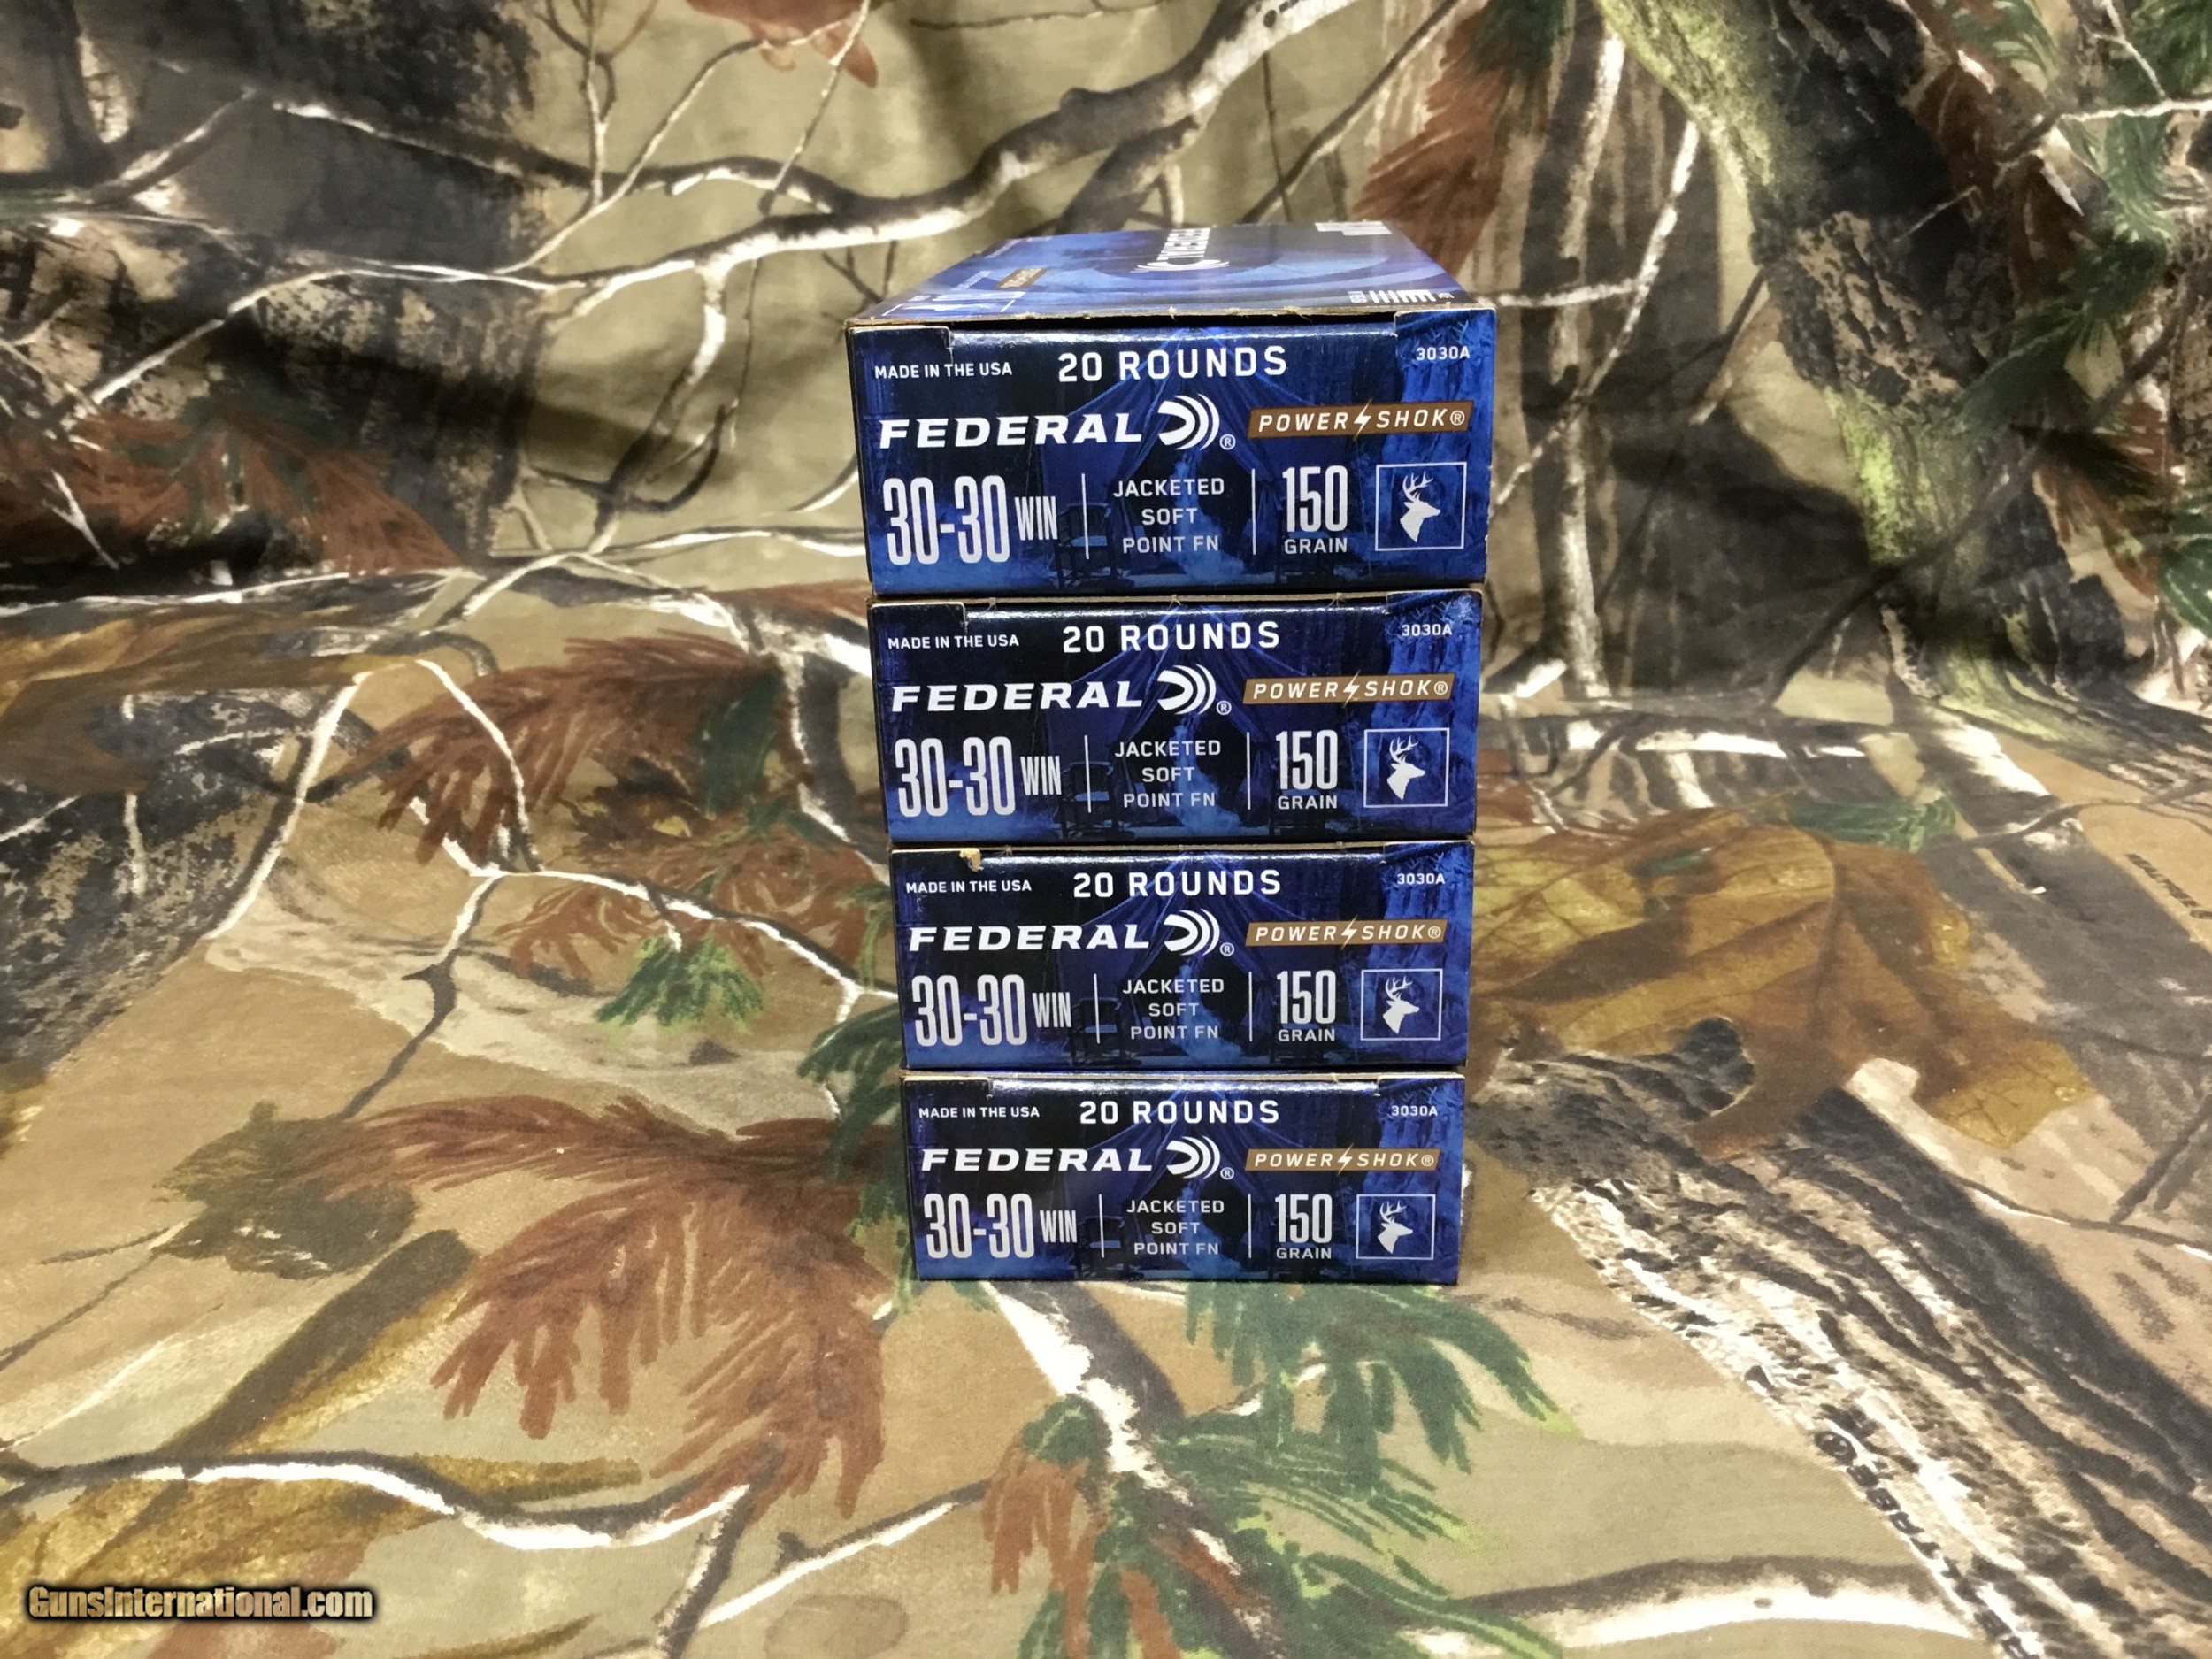 FEDERAL
MADE IN THE USA 20 ROUNDS 3030A
FEDERAL ® POWER SHOK®
30-30 WIN JACKETED SOFT POINT FN 150 GRAIN
MADE IN THE USA 20 ROUNDS 3030A
FEDERAL ® POWER SHOK®
30-30 WIN JACKETED SOFT POINT FN 150 GRAIN
MADE IN THE USA 20 ROUNDS 3030A
FEDERAL ® POWER SHOK®
30-30 WIN JACKETED SOFT POINT FN 150 GRAIN
MADE IN THE USA 20 ROUNDS 3030A
FEDERAL ® POWER SHOK®
30-30 WIN JACKETED SOFT POINT FN 150 GRAIN
GunsInternational.com